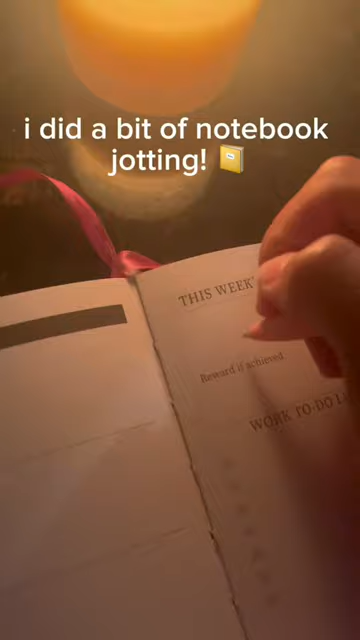 i did a bit of notebook
jotting! 📒
THIS WEEK
Reward if achieved
WORK TO-DO